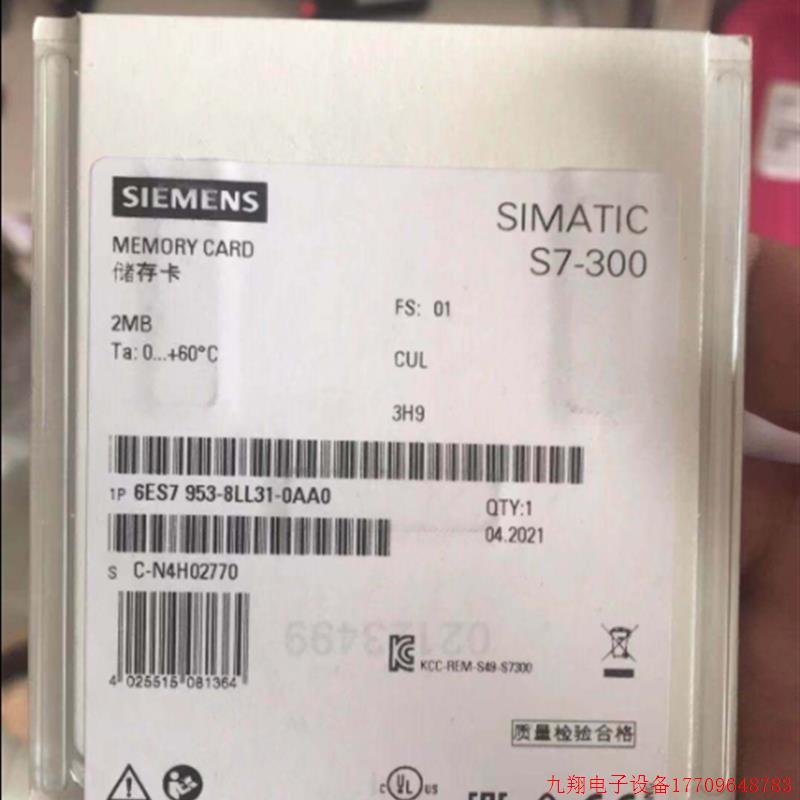 SIEMENS
SIMATIC
S7-300
MEMORY CARD
储存卡
2MB
Ta: 0...+60°C
FS: 01
CUL
3H9
1P 6ES7 953-8LL31-0AA0
QTY:1
04.2021
S C-N4H02770
02123499
4 025515 081364
KCC-REM-S49-S7300
质量检验合格
c UL US
九翔电子设备17709648783